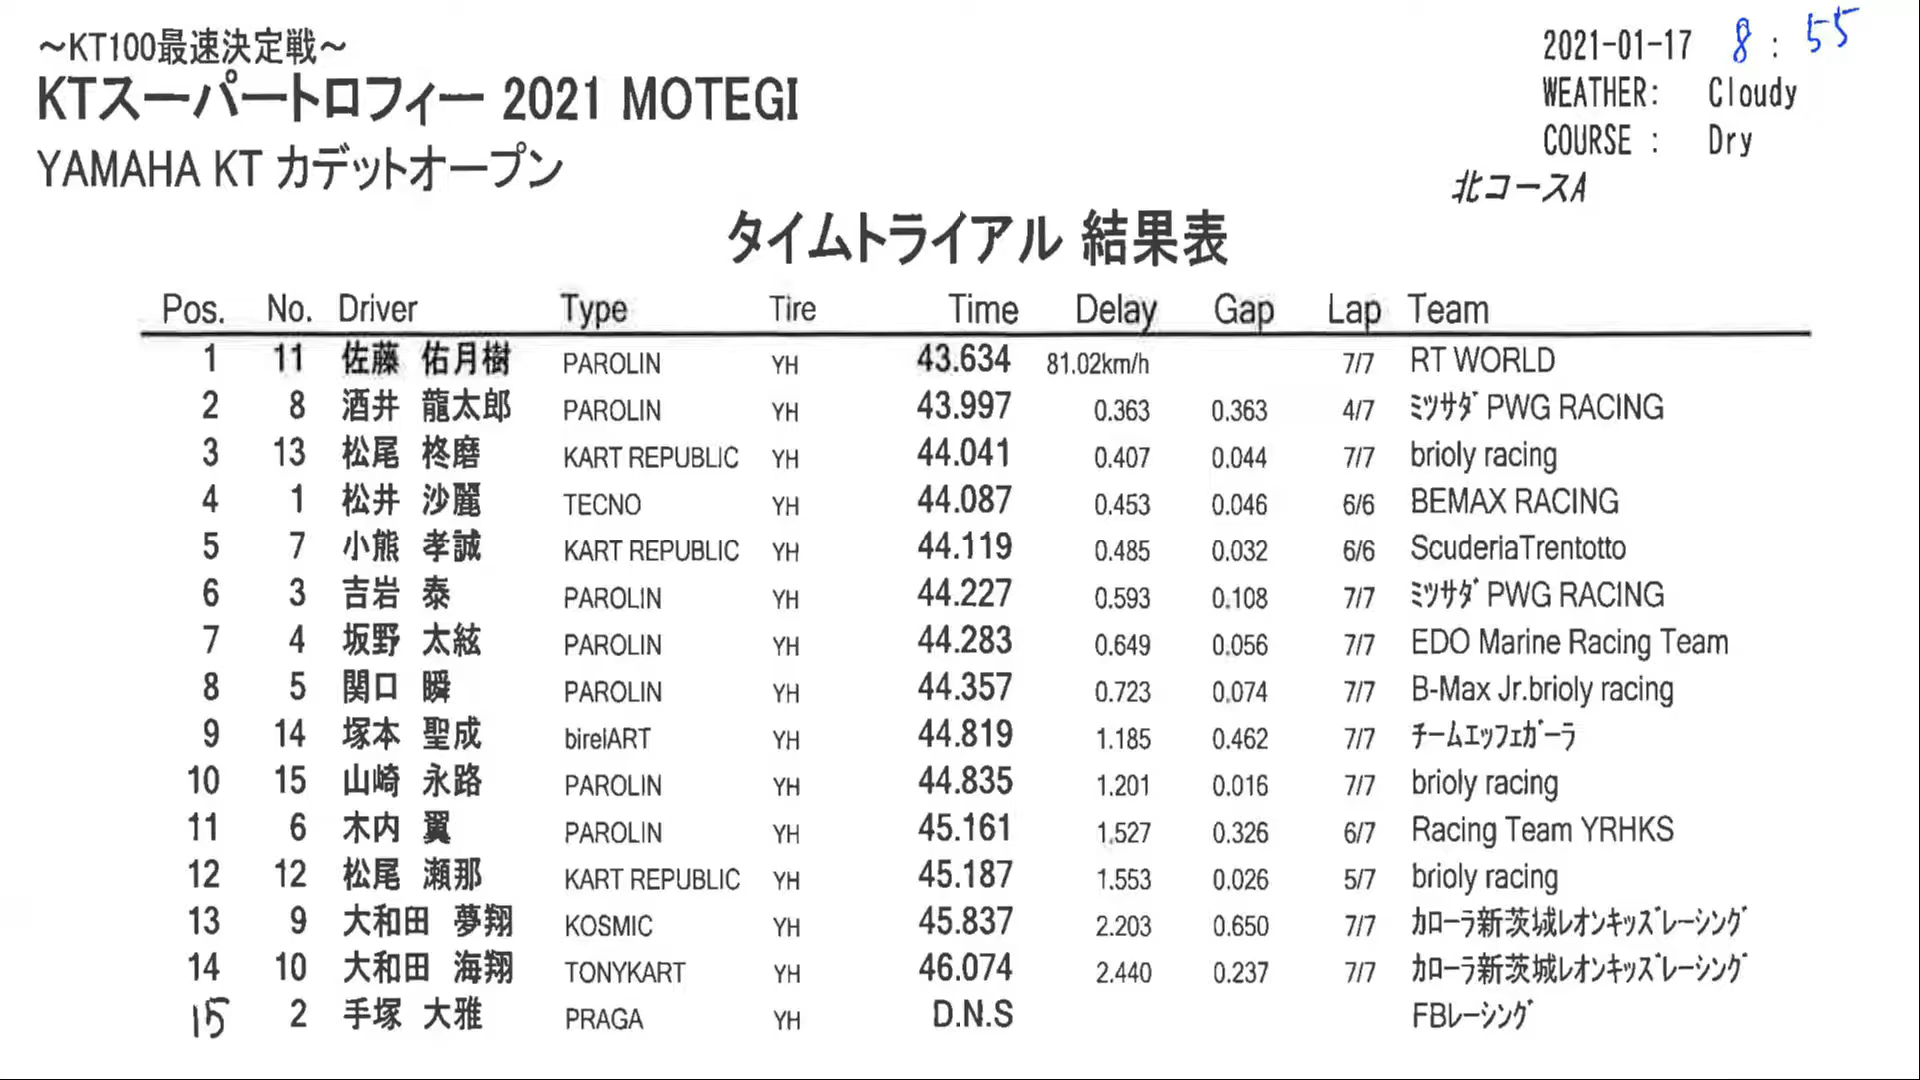 ～KT100最速決定戦～
KTスーパートロフィー 2021 MOTEGI
YAMAHA KT カデットオープン
2021-01-17 8:55
WEATHER: Cloudy
COURSE : Dry
北コースA
タイムトライアル 結果表
Pos. No. Driver Type Tire Time Delay Gap Lap Team
1 11 佐藤 佑月樹 PAROLIN YH 43.634 81.02km/h 7/7 RT WORLD
2 8 酒井 龍太郎 PAROLIN YH 43.997 0.363 0.363 4/7 ﾐﾂｻﾀﾞ PWG RACING
3 13 松尾 柊磨 KART REPUBLIC YH 44.041 0.407 0.044 7/7 brioly racing
4 1 松井 沙麗 TECNO YH 44.087 0.453 0.046 6/6 BEMAX RACING
5 7 小熊 孝誠 KART REPUBLIC YH 44.119 0.485 0.032 6/6 ScuderiaTrentotto
6 3 吉岩 泰 PAROLIN YH 44.227 0.593 0.108 7/7 ﾐﾂｻﾀﾞ PWG RACING
7 4 坂野 太絃 PAROLIN YH 44.283 0.649 0.056 7/7 EDO Marine Racing Team
8 5 関口 瞬 PAROLIN YH 44.357 0.723 0.074 7/7 B-Max Jr.brioly racing
9 14 塚本 聖成 birelART YH 44.819 1.185 0.462 7/7 ﾁｰﾑｴｯﾌｪｶﾞｰﾗ
10 15 山崎 永路 PAROLIN YH 44.835 1.201 0.016 7/7 brioly racing
11 6 木内 翼 PAROLIN YH 45.161 1.527 0.326 6/7 Racing Team YRHKS
12 12 松尾 瀬那 KART REPUBLIC YH 45.187 1.553 0.026 5/7 brioly racing
13 9 大和田 夢翔 KOSMIC YH 45.837 2.203 0.650 7/7 ｶﾛｰﾗ新茨城ﾚｵﾝｷｯｽﾞﾚｰｼﾝｸﾞ
14 10 大和田 海翔 TONYKART YH 46.074 2.440 0.237 7/7 ｶﾛｰﾗ新茨城ﾚｵﾝｷｯｽﾞﾚｰｼﾝｸﾞ
15 2 手塚 大雅 PRAGA YH D.N.S FBﾚｰｼﾝｸﾞ